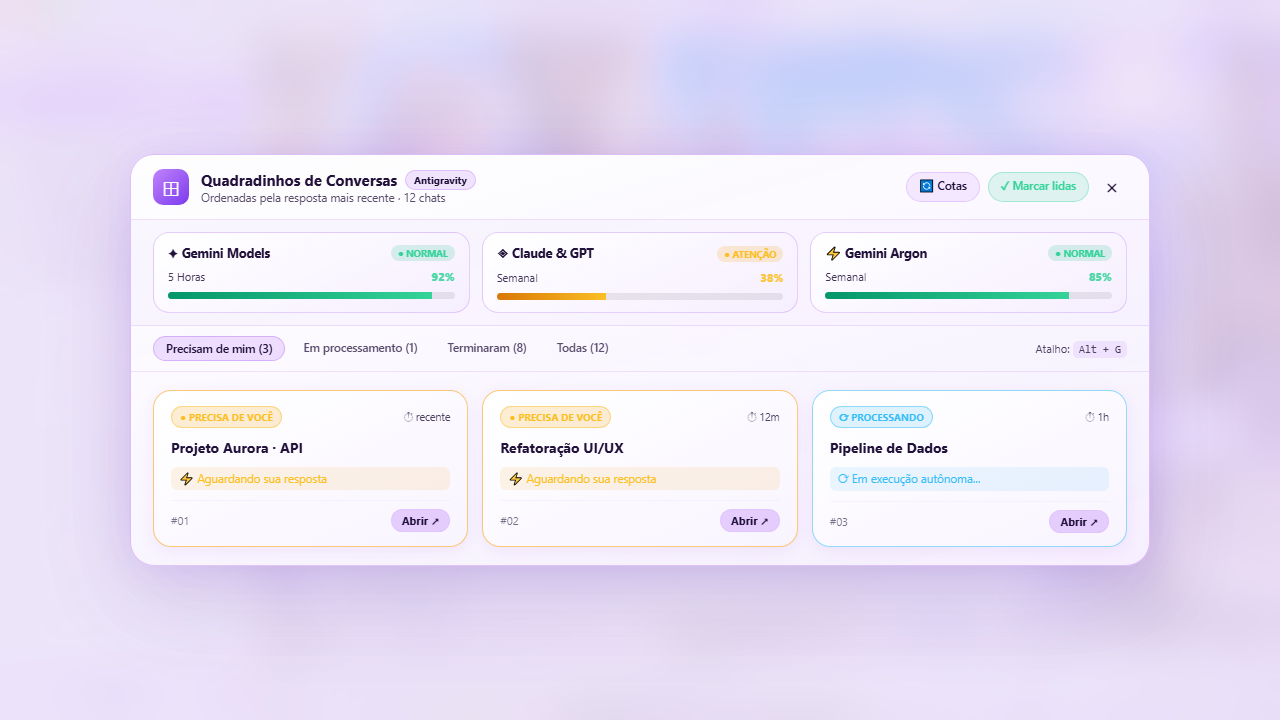 Quadradinhos de Conversas Antigravity
Ordenadas pela resposta mais recente · 12 chats
🔄 Cotas
✓ Marcar lidas
✕
✦ Gemini Models ● NORMAL
5 Horas 92%
◈ Claude & GPT ● ATENÇÃO
Semanal 38%
⚡ Gemini Argon ● NORMAL
Semanal 85%
Precisam de mim (3) Em processamento (1) Terminaram (8) Todas (12) Atalho: Alt + G
● PRECISA DE VOCÊ ⏱ recente
Projeto Aurora · API
⚡ Aguardando sua resposta
#01 Abrir ↗
● PRECISA DE VOCÊ ⏱ 12m
Refatoração UI/UX
⚡ Aguardando sua resposta
#02 Abrir ↗
⟳ PROCESSANDO ⏱ 1h
Pipeline de Dados
⟳ Em execução autônoma...
#03 Abrir ↗